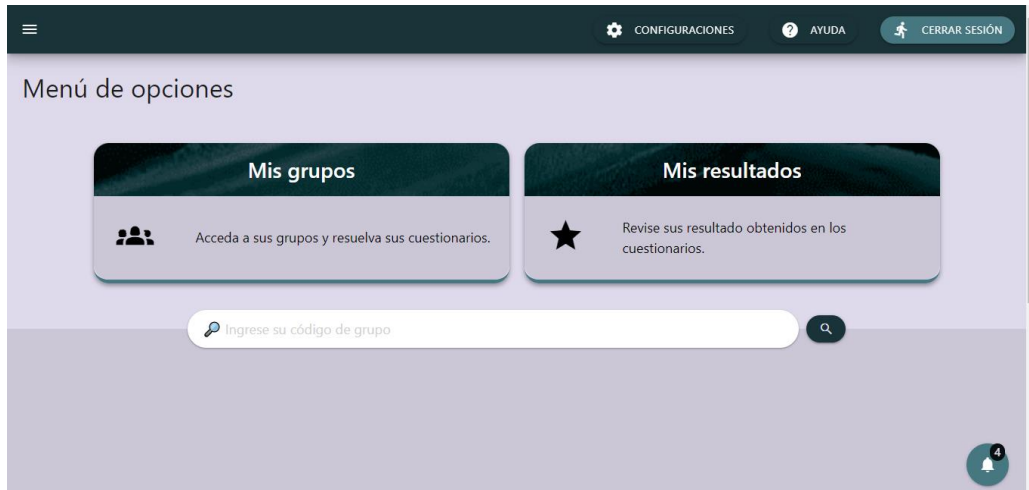 CONFIGURACIONES
AYUDA
CERRAR SESIÓN
Menú de opciones
Mis grupos
Mis resultados
Acceda a sus grupos y resuelva sus cuestionarios.
Revise sus resultado obtenidos en los
cuestionarios.
Ingrese su código de grupo
4